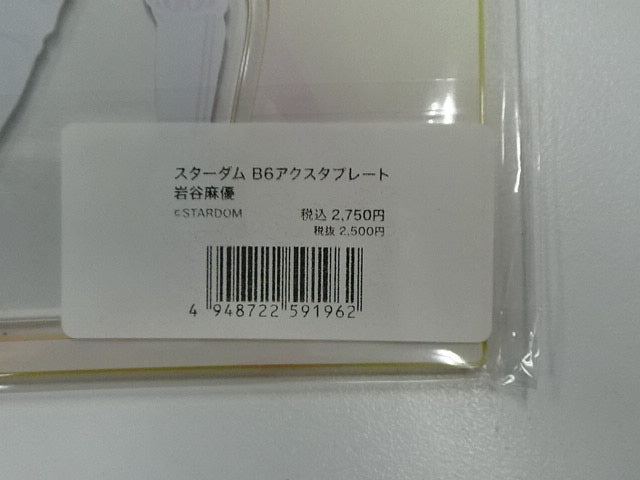 スターダム B6アクスタプレート
岩谷麻優
©STARDOM 税込 2,750円
税抜 2,500円
4 948722 591962